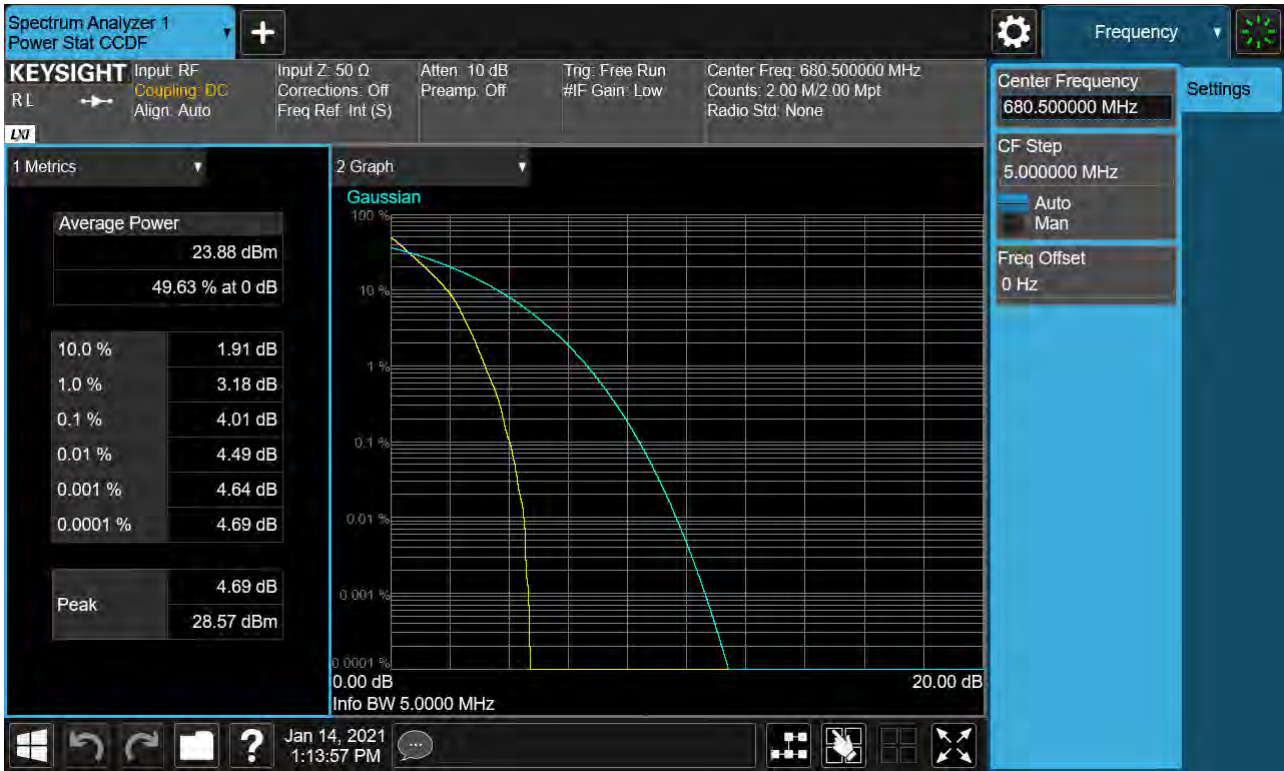 Spectrum Analyzer 1
Power Stat CCDF
+
Frequency
KEYSIGHT
RL
LXI
Input: RF
Coupling: DC
Align: Auto
Input Z: 50 Ω
Corrections: Off
Freq Ref: Int (S)
Atten: 10 dB
Preamp: Off
Trig: Free Run
#IF Gain: Low
Center Freq: 680.500000 MHz
Counts: 2.00 M/2.00 Mpt
Radio Std: None
Center Frequency
680.500000 MHz
Settings
CF Step
5.000000 MHz
Auto
Man
Freq Offset
0 Hz
1 Metrics
Average Power
23.88 dBm
49.63 % at 0 dB
10.0 % 1.91 dB
1.0 % 3.18 dB
0.1 % 4.01 dB
0.01 % 4.49 dB
0.001 % 4.64 dB
0.0001 % 4.69 dB
Peak 4.69 dB
28.57 dBm
2 Graph
Gaussian
100 %
10 %
1 %
0.1 %
0.01 %
0.001 %
0.0001 %
0.00 dB 20.00 dB
Info BW 5.0000 MHz
?
Jan 14, 2021
1:13:57 PM